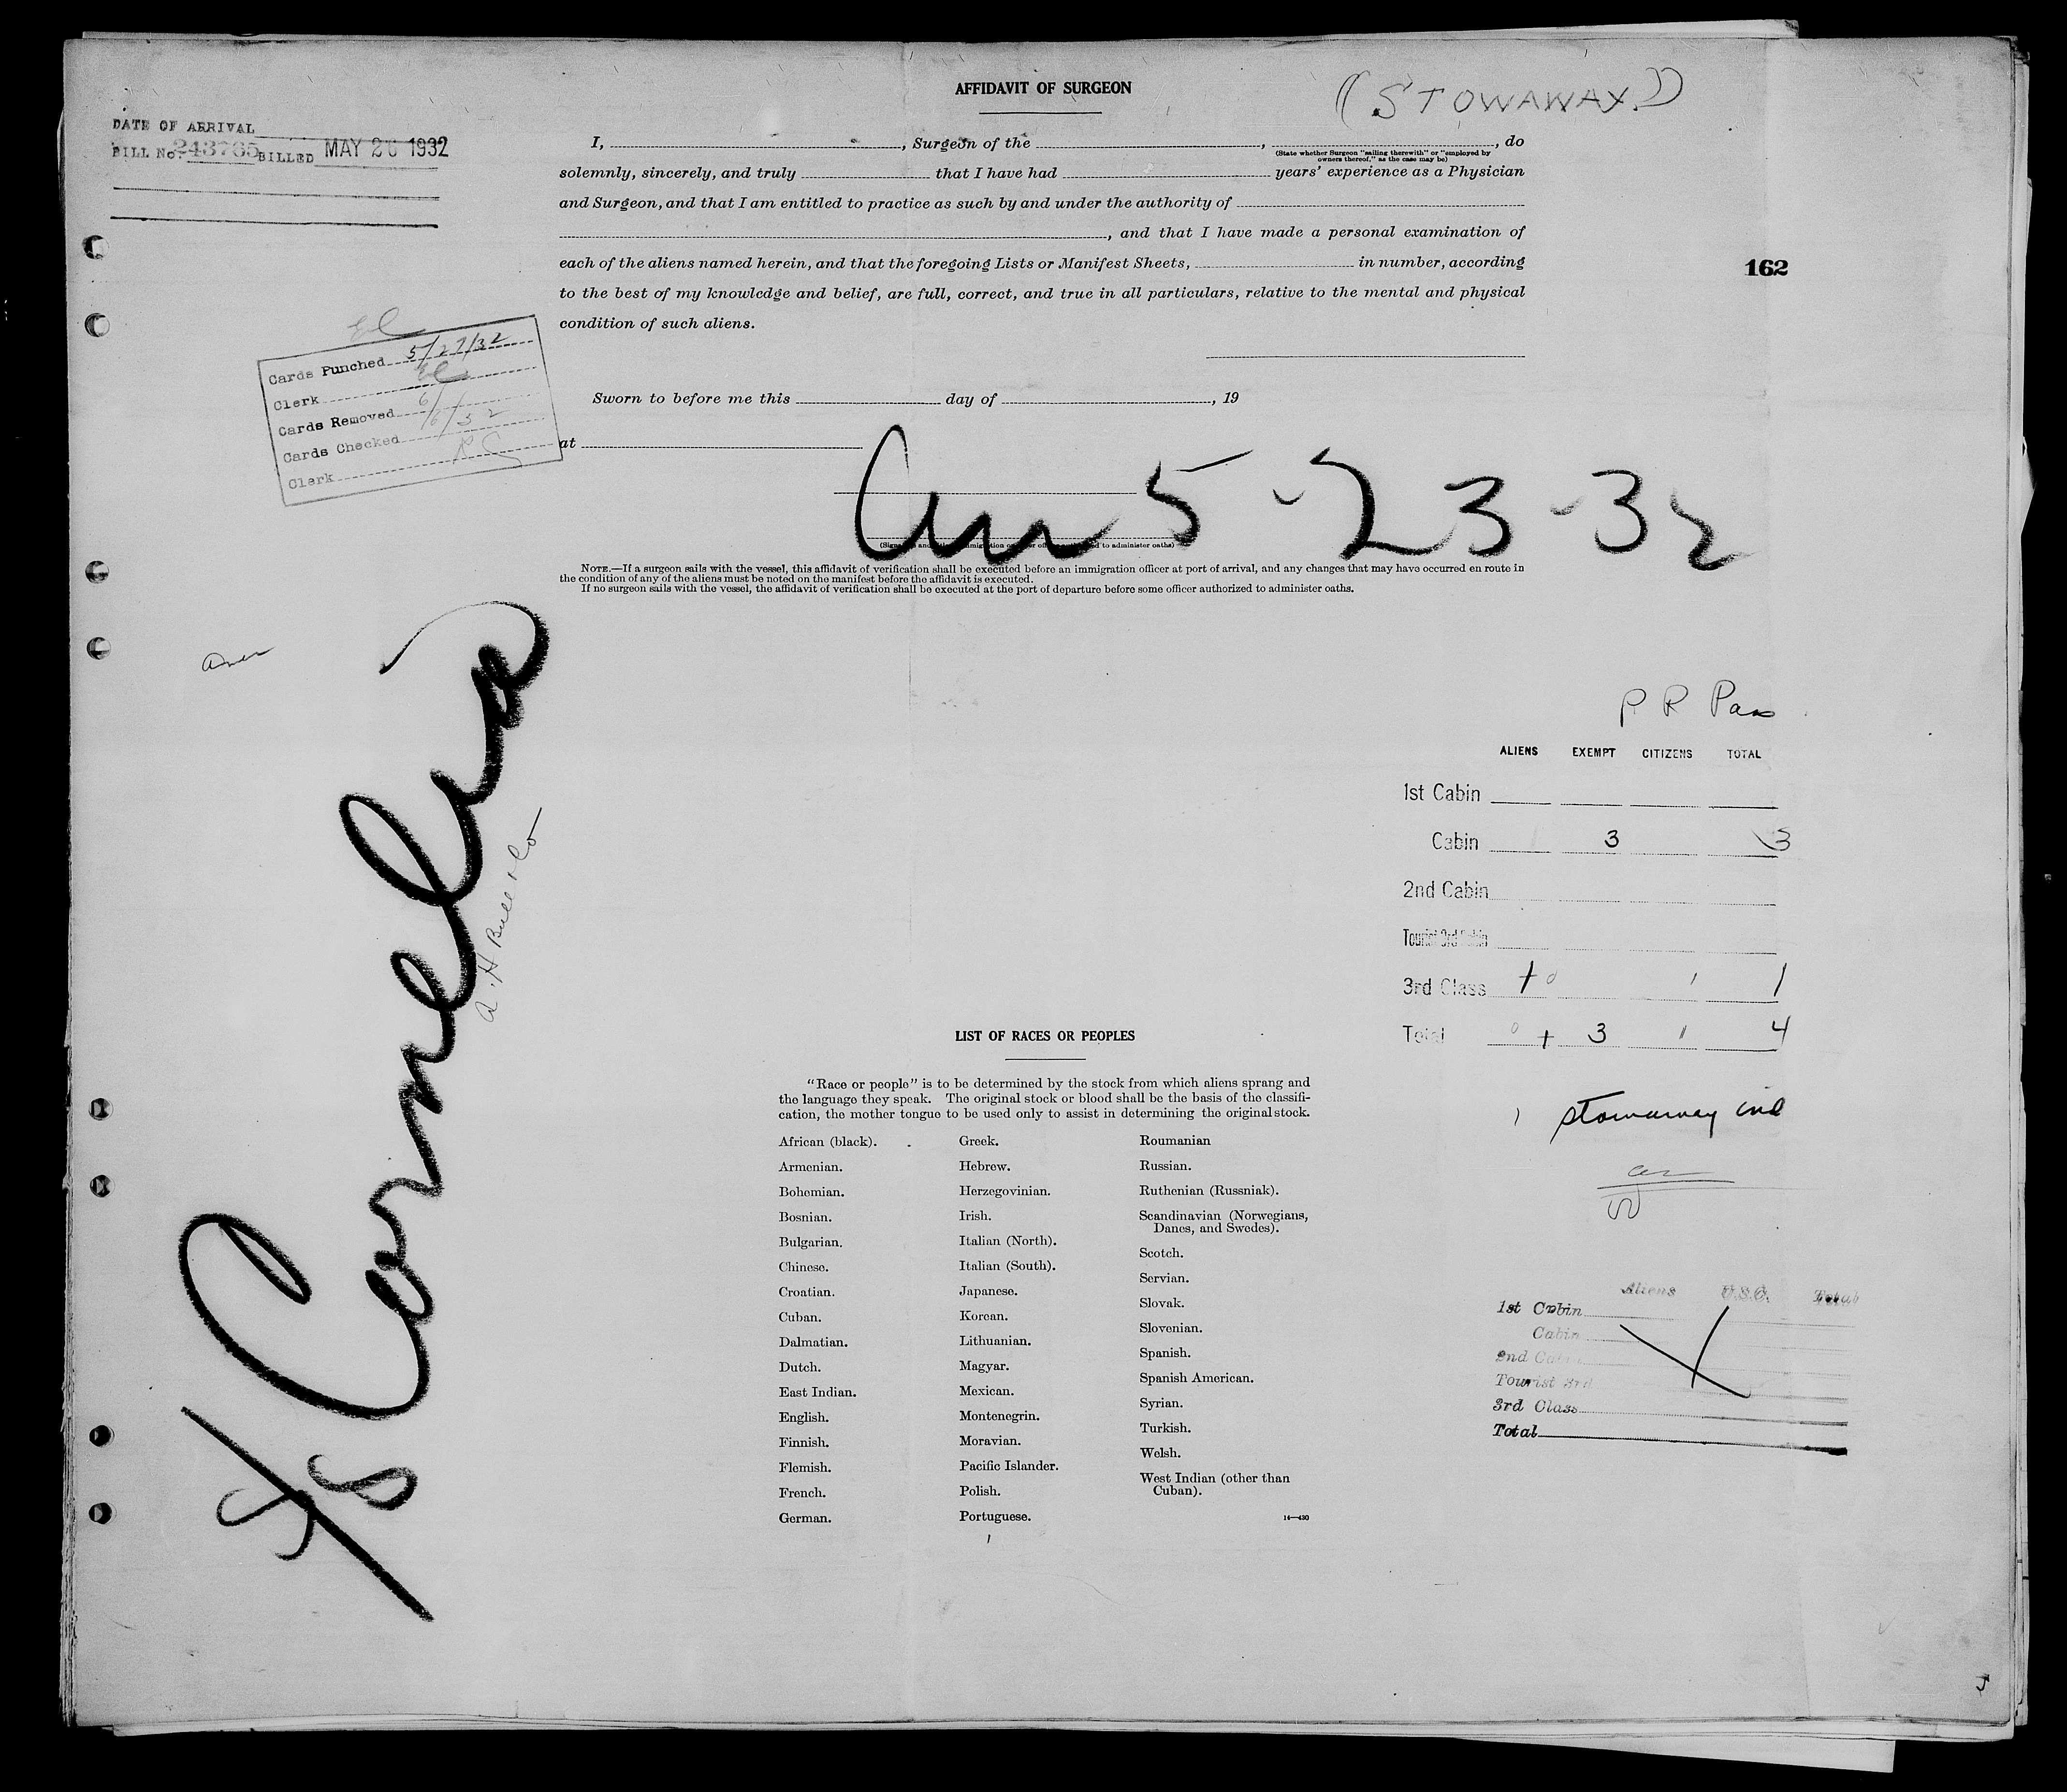 AFFIDAVIT OF SURGEON
((STOWAWAY.))
DATE OF ARRIVAL
BILL No. 243765 BILLED MAY 26 1932
I, , Surgeon of the , , do
(State whether Surgeon "sailing therewith" or "employed by owners thereof," as the case may be)
solemnly, sincerely, and truly that I have had years' experience as a Physician
and Surgeon, and that I am entitled to practice as such by and under the authority of
, and that I have made a personal examination of
each of the aliens named herein, and that the foregoing Lists or Manifest Sheets, in number, according
to the best of my knowledge and belief, are full, correct, and true in all particulars, relative to the mental and physical
condition of such aliens.
162
Cards Punched 5/27/32
Clerk
Cards Removed
Cards Checked
Clerk
Sworn to before me this day of , 19
at
Arr 5-23-32
NOTE.—If a surgeon sails with the vessel, this affidavit of verification shall be executed before an immigration officer at port of arrival, and any changes that may have occurred en route in
the condition of any of the aliens must be noted on the manifest before the affidavit is executed.
If no surgeon sails with the vessel, the affidavit of verification shall be executed at the port of departure before some officer authorized to administer oaths.
Amer
S/S Cornelia
A. H Bull & Co
P R Pass
ALIENS EXEMPT CITIZENS TOTAL
1st Cabin
Cabin 3 3
2nd Cabin
Tourist 3rd Cabin
3rd Class 1 0 1 1
Total 0 1 3 1 4
1 stowaway incl
LIST OF RACES OR PEOPLES
"Race or people" is to be determined by the stock from which aliens sprang and
the language they speak. The original stock or blood shall be the basis of the classifi-
cation, the mother tongue to be used only to assist in determining the original stock.
African (black).
Armenian.
Bohemian.
Bosnian.
Bulgarian.
Chinese.
Croatian.
Cuban.
Dalmatian.
Dutch.
East Indian.
English.
Finnish.
Flemish.
French.
German.
Greek.
Hebrew.
Herzegovinian.
Irish.
Italian (North).
Italian (South).
Japanese.
Korean.
Lithuanian.
Magyar.
Mexican.
Montenegrin.
Moravian.
Pacific Islander.
Polish.
Portuguese.
Roumanian
Russian.
Ruthenian (Russniak).
Scandinavian (Norwegians,
Danes, and Swedes).
Scotch.
Servian.
Slovak.
Slovenian.
Spanish.
Spanish American.
Syrian.
Turkish.
Welsh.
West Indian (other than
Cuban).
14—430
Aliens U.S.C. Total
1st Cabin
Cabin
2nd Cabin
Tourist 3rd
3rd Class
Total